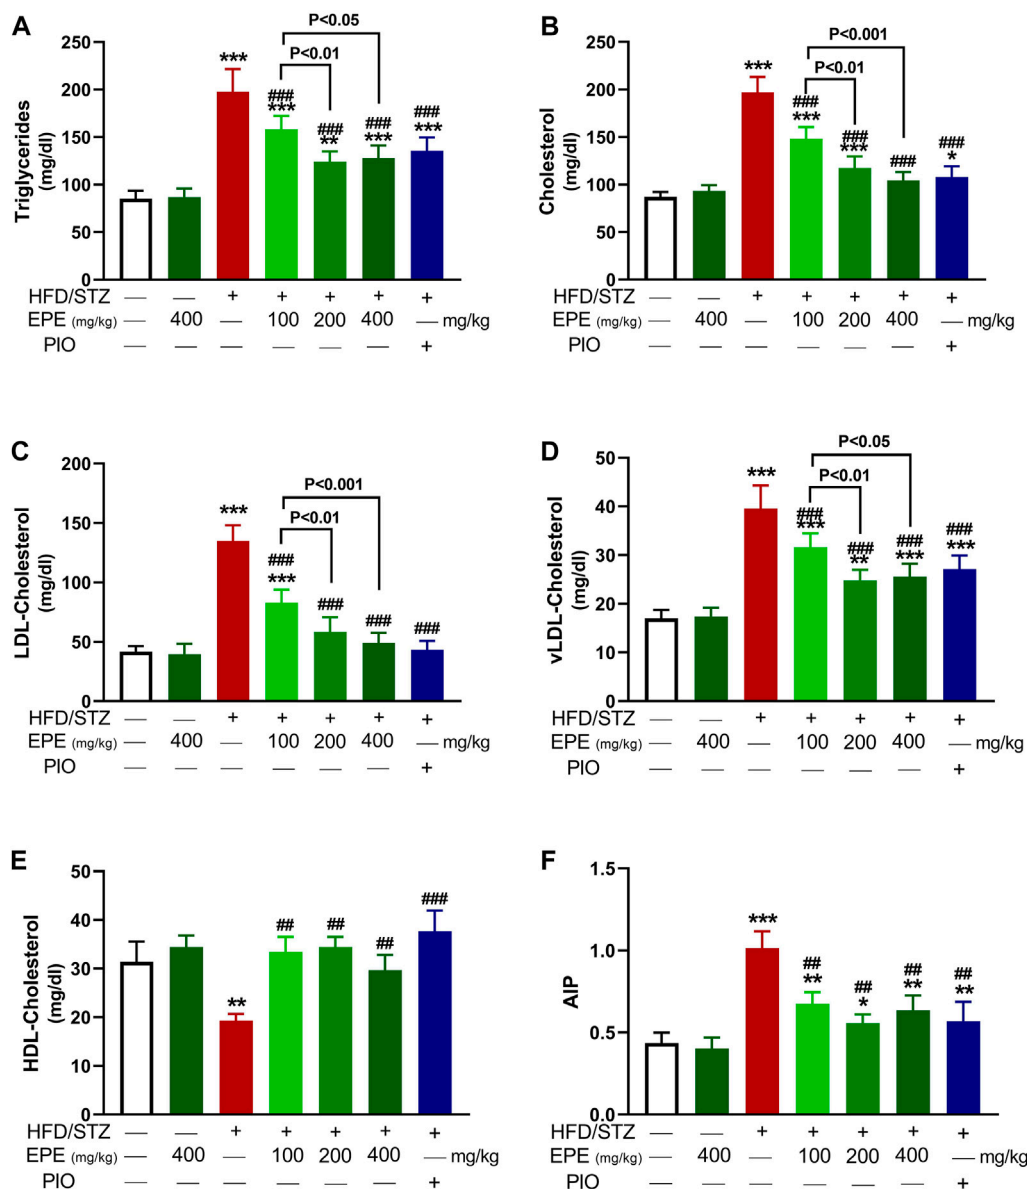 A
B
P<0.05
P<0.01
P<0.001
P<0.01
Triglycerides
(mg/dl)
250
200
150
100
50
0
***
###
***
###
**
###
***
###
***
Cholesterol
(mg/dl)
250
200
150
100
50
0
***
###
***
###
***
###
###
*
HFD/STZ — — + + + + +
EPE (mg/kg) — 400 — 100 200 400 — mg/kg
PIO — — — — — — +
HFD/STZ — — + + + + +
EPE (mg/kg) — 400 — 100 200 400 — mg/kg
PIO — — — — — — +
C
D
P<0.001
P<0.01
P<0.05
P<0.01
LDL-Cholesterol
(mg/dl)
200
150
100
50
0
***
###
***
###
###
###
vLDL-Cholesterol
(mg/dl)
50
40
30
20
10
0
***
###
***
###
**
###
***
###
***
HFD/STZ — — + + + + +
EPE (mg/kg) — 400 — 100 200 400 — mg/kg
PIO — — — — — — +
HFD/STZ — — + + + + +
EPE (mg/kg) — 400 — 100 200 400 — mg/kg
PIO — — — — — — +
E
F
HDL-Cholesterol
(mg/dl)
50
40
30
20
10
0
**
##
##
##
###
AIP
1.5
1.0
0.5
0.0
***
##
**
##
*
##
**
##
**
HFD/STZ — — + + + + +
EPE (mg/kg) — 400 — 100 200 400 — mg/kg
PIO — — — — — — +
HFD/STZ — — + + + + +
EPE (mg/kg) — 400 — 100 200 400 — mg/kg
PIO — — — — — — +